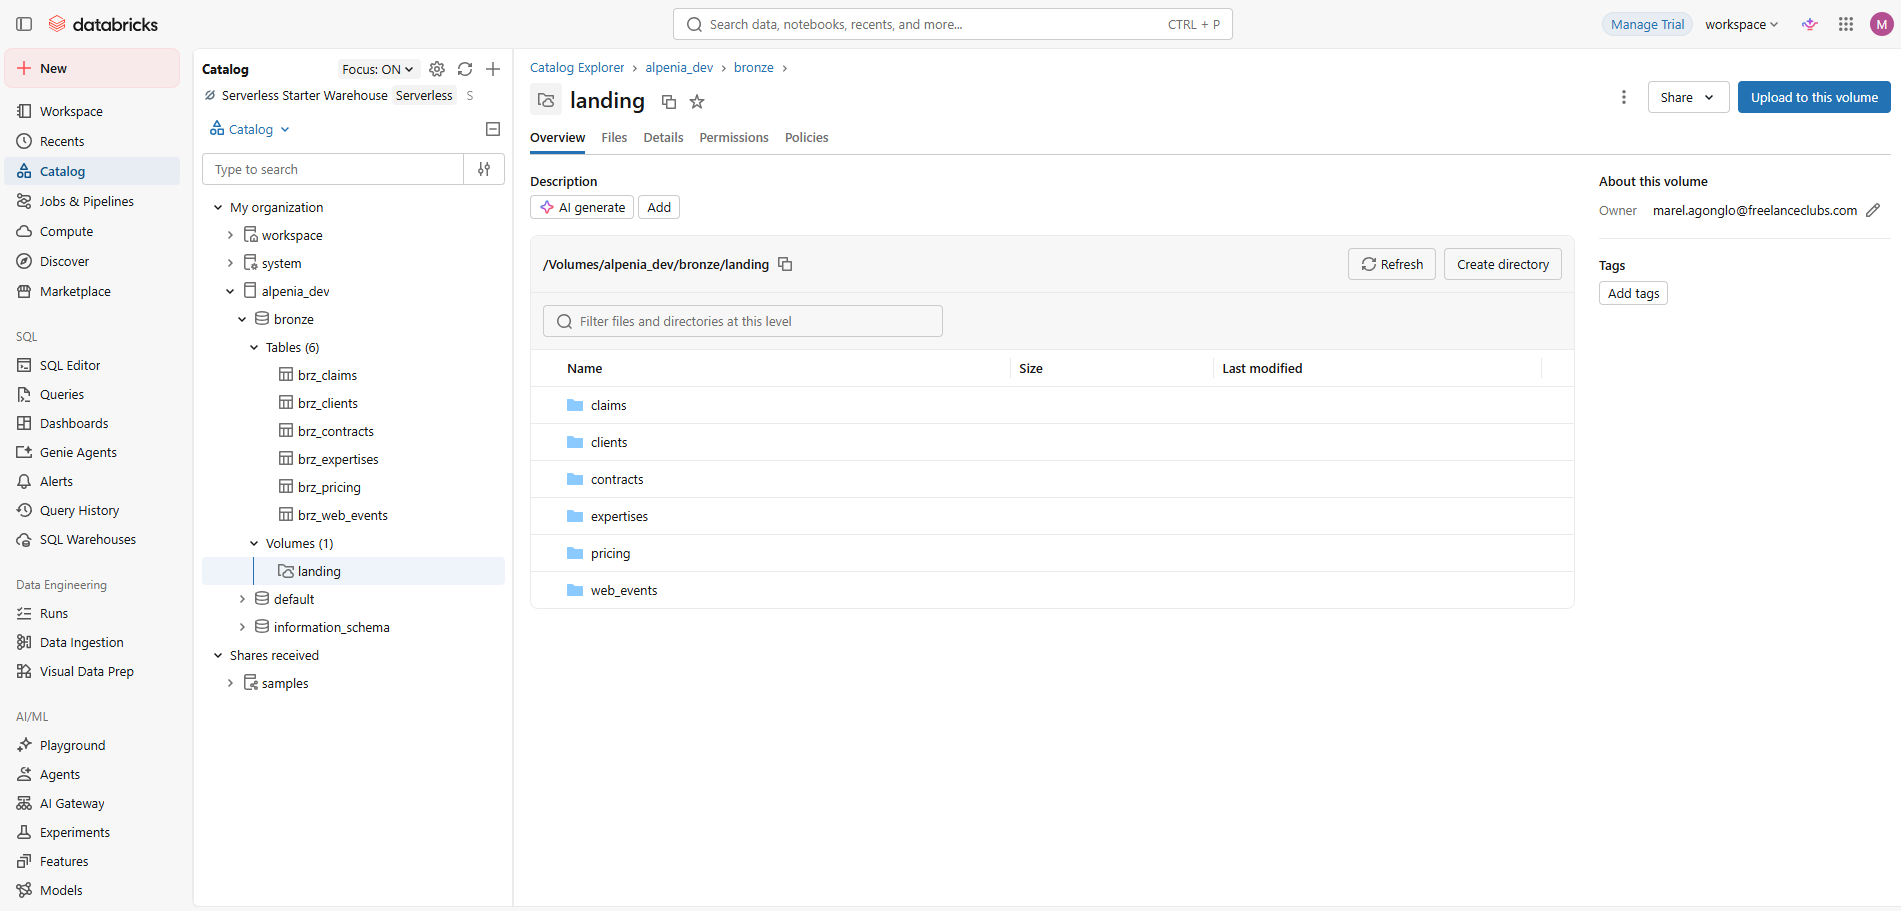 databricks
Search data, notebooks, recents, and more...
CTRL + P
Manage Trial
workspace
M
New
Workspace
Recents
Catalog
Jobs & Pipelines
Compute
Discover
Marketplace
SQL
SQL Editor
Queries
Dashboards
Genie Agents
Alerts
Query History
SQL Warehouses
Data Engineering
Runs
Data Ingestion
Visual Data Prep
AI/ML
Playground
Agents
AI Gateway
Experiments
Features
Models
Catalog
Focus: ON
Serverless Starter Warehouse Serverless S
Catalog
Type to search
My organization
workspace
system
alpenia_dev
bronze
Tables (6)
brz_claims
brz_clients
brz_contracts
brz_expertises
brz_pricing
brz_web_events
Volumes (1)
landing
default
information_schema
Shares received
samples
Catalog Explorer › alpenia_dev › bronze ›
landing
Share
Upload to this volume
Overview Files Details Permissions Policies
Description
AI generate Add
/Volumes/alpenia_dev/bronze/landing
Refresh
Create directory
Filter files and directories at this level
Name Size Last modified
claims
clients
contracts
expertises
pricing
web_events
About this volume
Owner marel.agonglo@freelanceclubs.com
Tags
Add tags